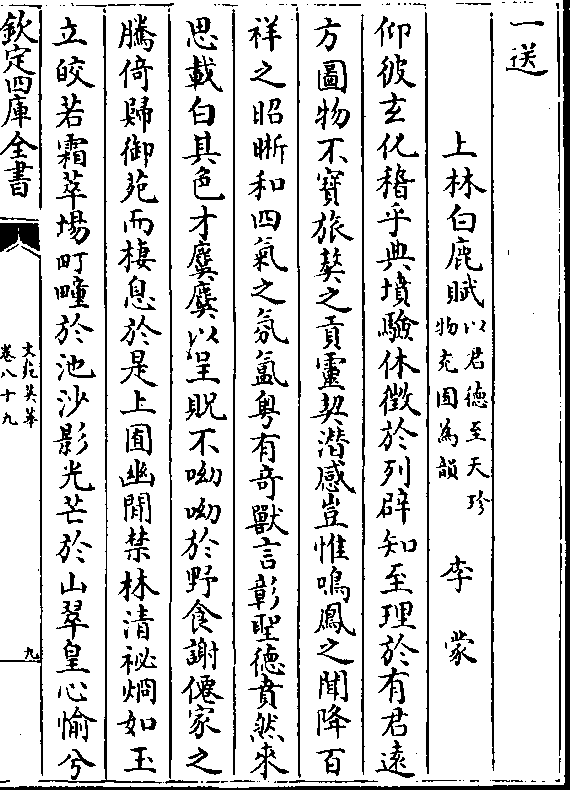 一送
上林白鹿賦以君德至天珍物充囿為韻 李蒙
仰彼玄化稽乎典墳驗休徴於列辟知至理於有君遠
方圖物不寶旅獒之貢靈契潜感豈惟鳴鳳之聞降百
祥之昭晣和四氣之氛氳粤有竒獸言彰聖德賁然來
思載白其色才麌麌以呈貺不呦呦於野食謝僊家之
騰倚歸御苑而棲息於是上囿幽閒禁林清祕炯如玉
立皎若霜萃場町畽於池沙影光芒於山翠皇心愉兮
欽定四庫全書
文苑英華
卷八十九
九